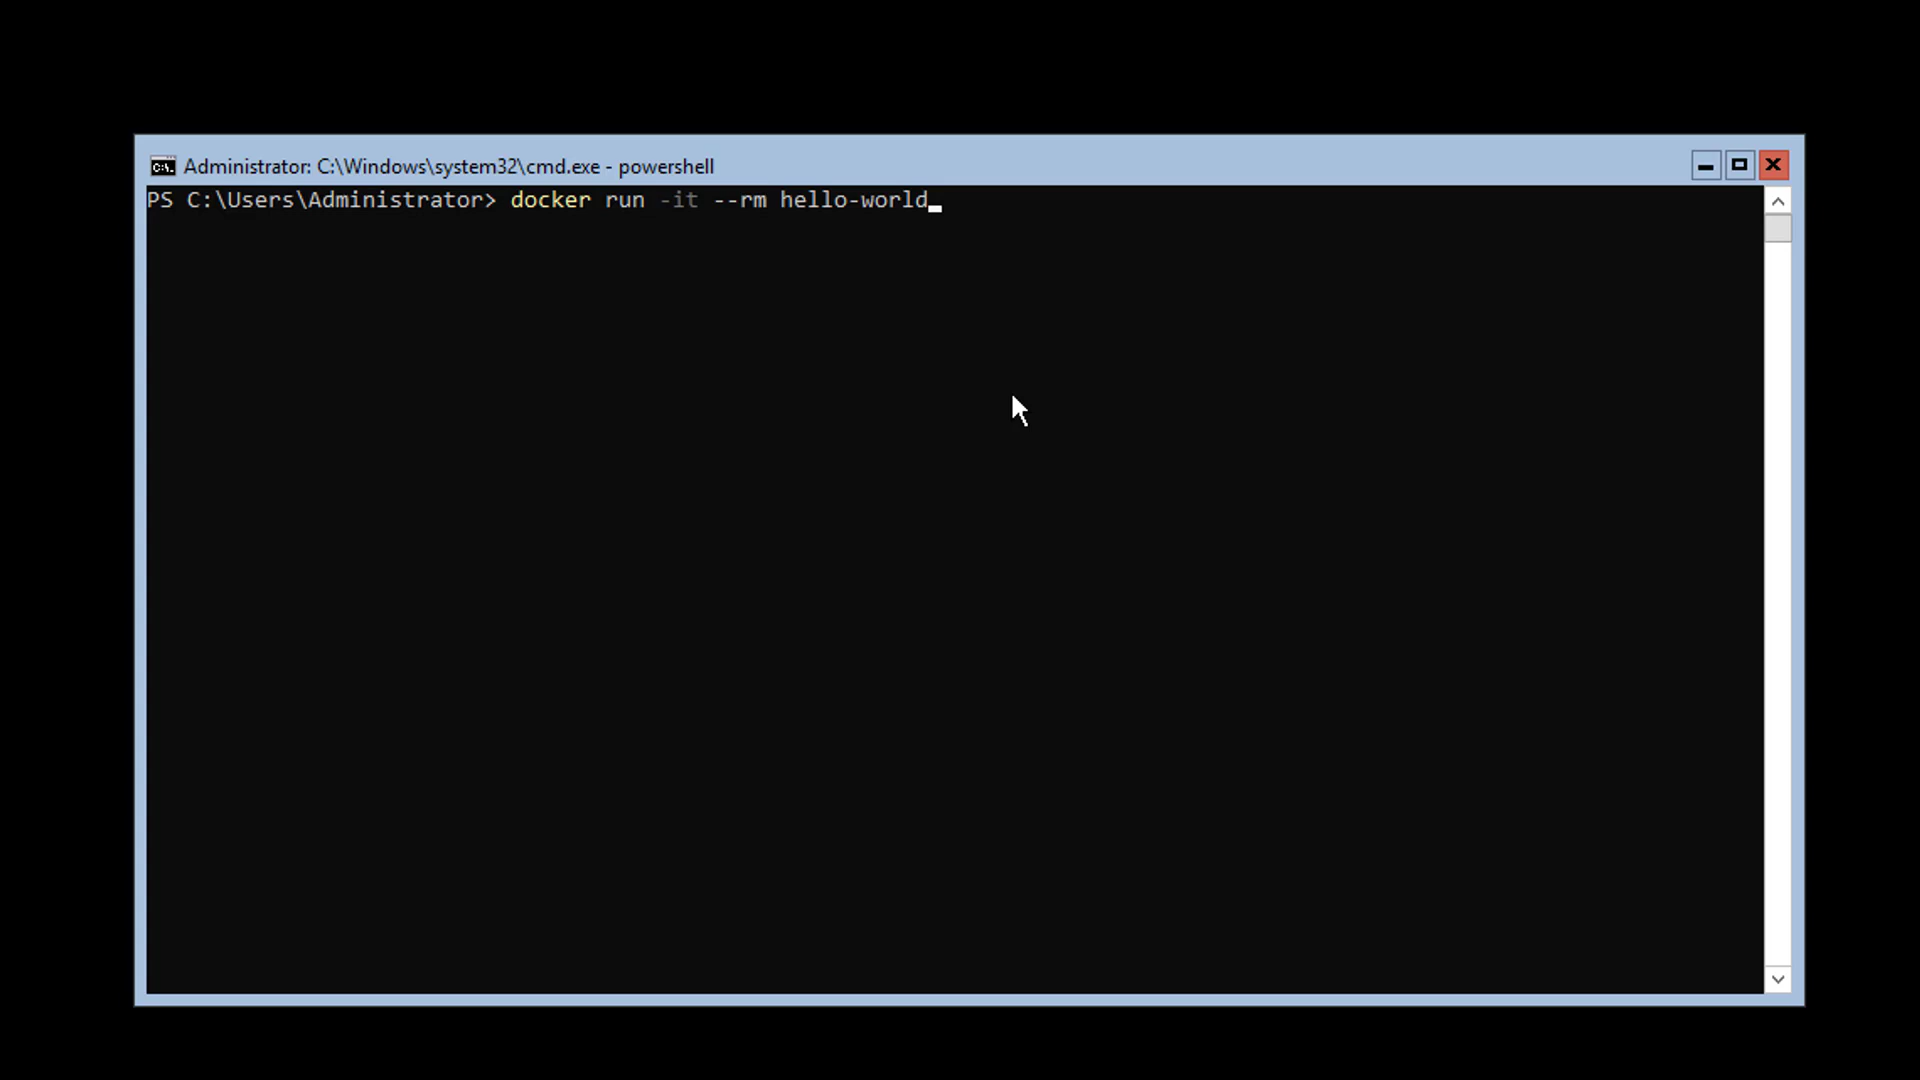 Administrator: C:\Windows\system32\cmd.exe - powershell
PS C:\Users\Administrator> docker run -it --rm hello-world